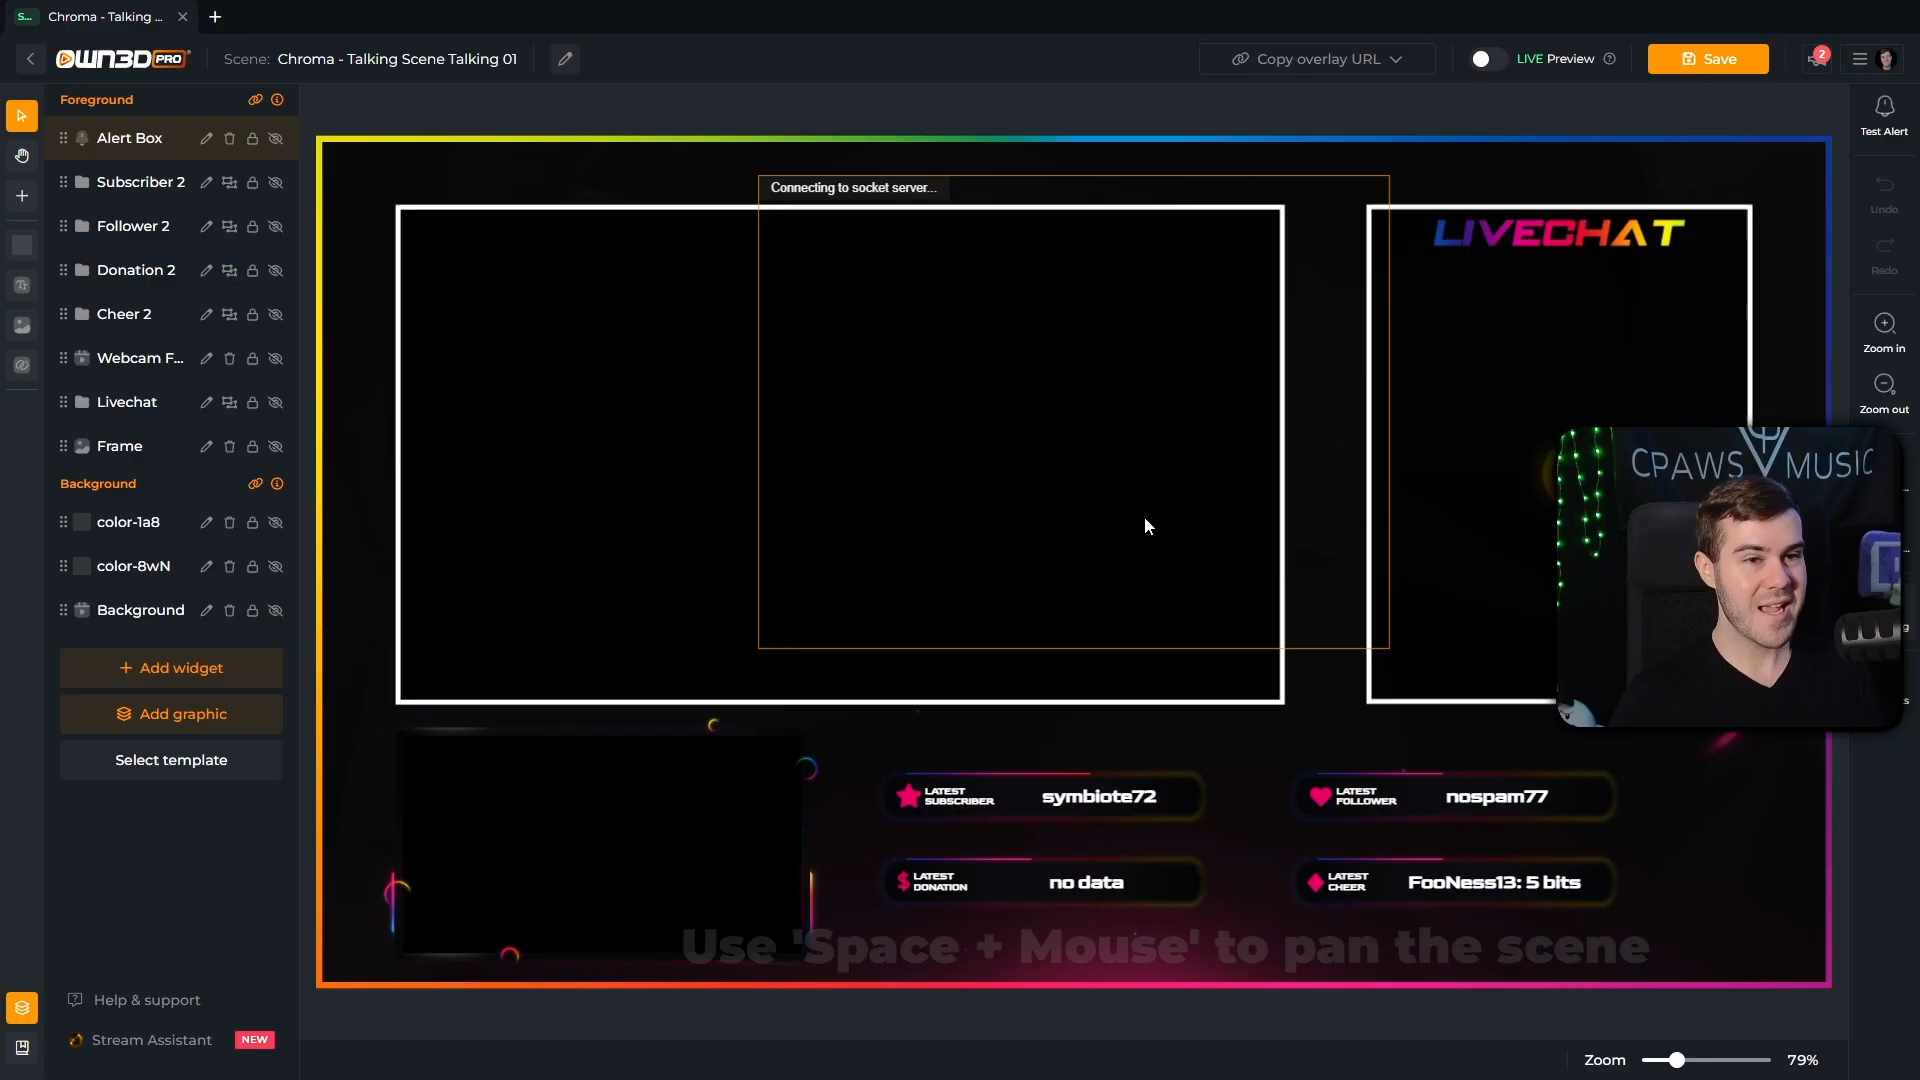 S...
Chroma - Talking ...
OWN3D PRO
Scene: Chroma - Talking Scene Talking 01
Copy overlay URL
LIVE Preview
Save
2
Foreground
Alert Box
Subscriber 2
Follower 2
Donation 2
Cheer 2
Webcam F...
Livechat
Frame
Background
color-1a8
color-8wN
Background
+ Add widget
Add graphic
Select template
Help & support
Stream Assistant NEW
Connecting to socket server...
LIVECHAT
CPAWS MUSIC
LATEST SUBSCRIBER
symbiote72
LATEST FOLLOWER
nospam77
LATEST DONATION
no data
LATEST CHEER
FooNess13: 5 bits
Use 'Space + Mouse' to pan the scene
Test Alert
Undo
Redo
Zoom in
Zoom out
Zoom
79%